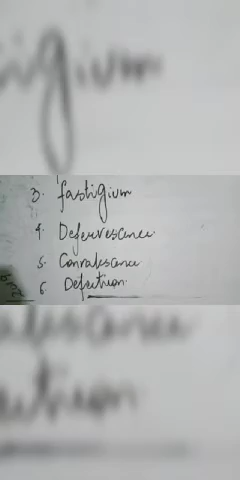 3. Fastigium
4. Defervescence.
5. Convalescence
6. Defection.